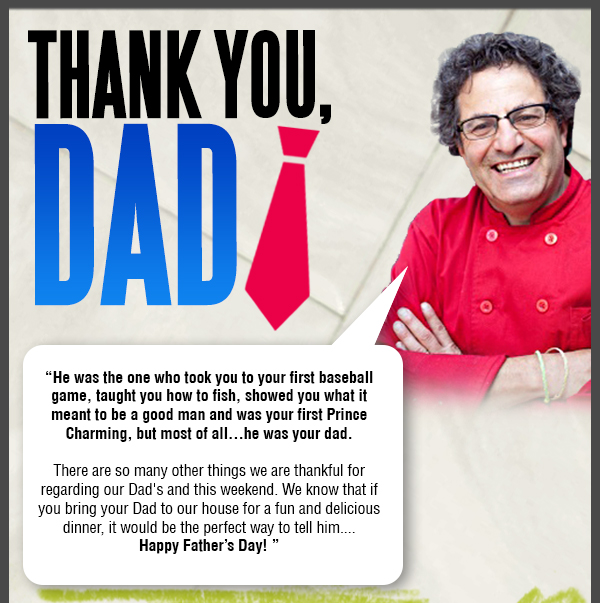 THANK YOU,
DAD
“He was the one who took you to your first baseball
game, taught you how to fish, showed you what it
meant to be a good man and was your first Prince
Charming, but most of all…he was your dad.
There are so many other things we are thankful for
regarding our Dad's and this weekend. We know that if
you bring your Dad to our house for a fun and delicious
dinner, it would be the perfect way to tell him....
Happy Father’s Day! ”